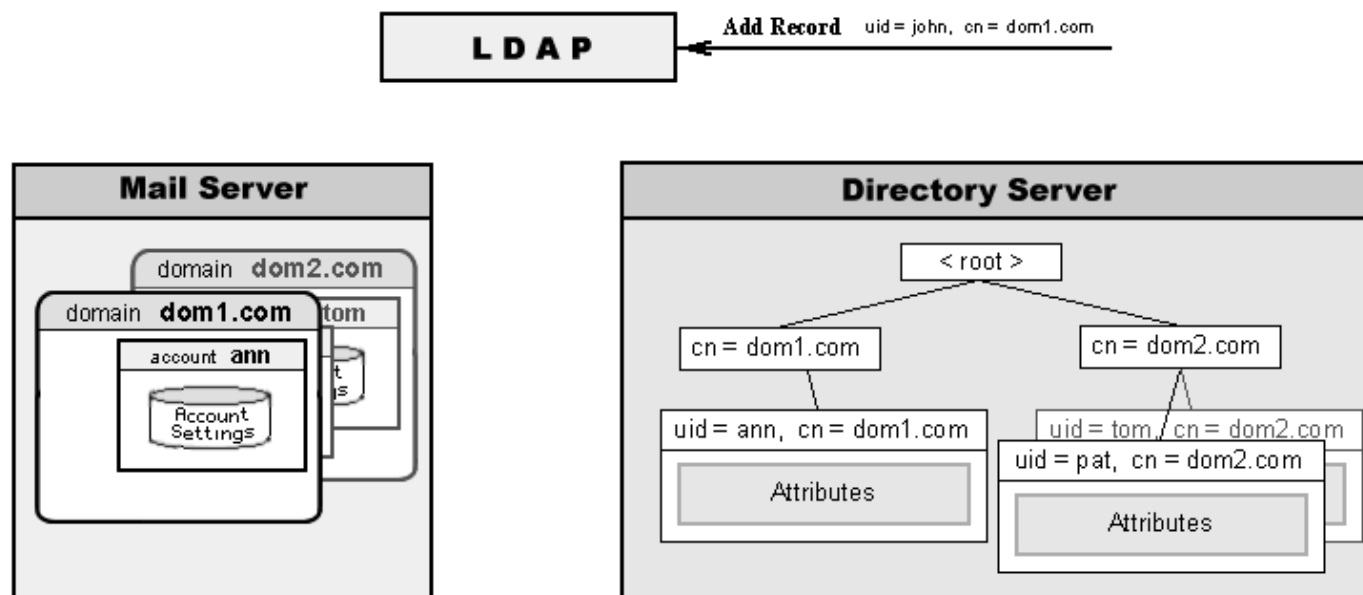 Add Record uid = john, cn = dom1.com
LDAP
Mail Server
domain dom2.com
tom
domain dom1.com
account ann
Account
Settings
Directory Server
< root >
cn = dom1.com
cn = dom2.com
uid = ann, cn = dom1.com
Attributes
uid = tom, cn = dom2.com
uid = pat, cn = dom2.com
Attributes